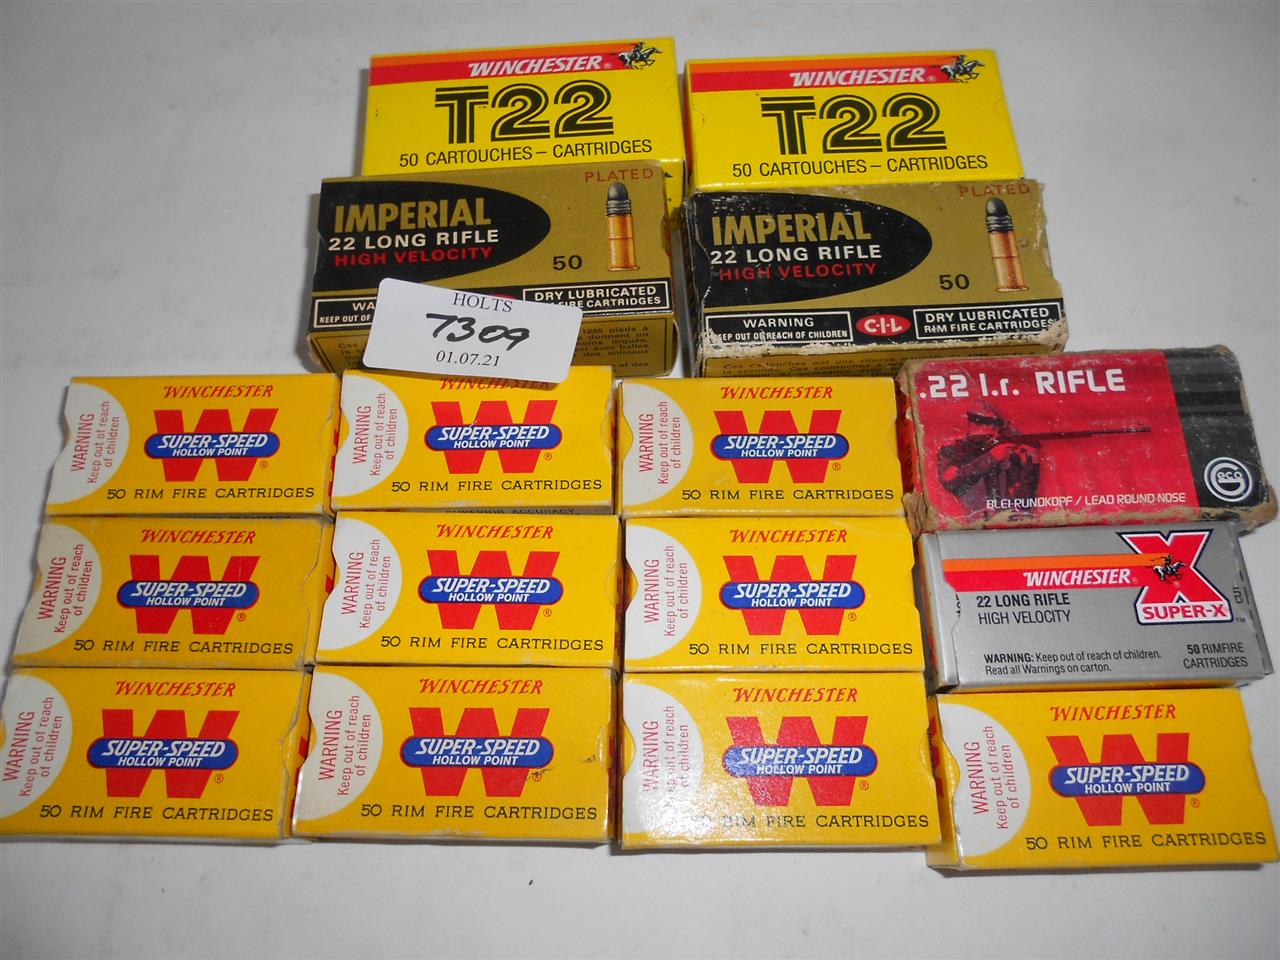 WINCHESTER®
T22
50 CARTOUCHES – CARTRIDGES
WINCHESTER®
T22
50 CARTOUCHES – CARTRIDGES
PLATED
IMPERIAL
22 LONG RIFLE
HIGH VELOCITY
50
DRY LUBRICATED
FIRE CARTRIDGES
KEEP OUT OF
HOLTS
7309
01.07.21
PLATED
IMPERIAL
22 LONG RIFLE
HIGH VELOCITY
50
WARNING
KEEP OUT OF REACH OF CHILDREN
C·I·L
DRY LUBRICATED
RIM FIRE CARTRIDGES
WINCHESTER
W
SUPER-SPEED
HOLLOW POINT
®
WARNING
Keep out of reach
of children
50 RIM FIRE CARTRIDGES
WINCHESTER
W
SUPER-SPEED
HOLLOW POINT
®
WARNING
Keep out of reach
of children
50 RIM FIRE CARTRIDGES
WINCHESTER
W
SUPER-SPEED
HOLLOW POINT
®
WARNING
Keep out of reach
of children
50 RIM FIRE CARTRIDGES
.22 l.r. RIFLE
BLEI-RUNDKOPF / LEAD ROUND NOSE
Geco
WINCHESTER
W
SUPER-SPEED
HOLLOW POINT
®
WARNING
Keep out of reach
of children
50 RIM FIRE CARTRIDGES
WINCHESTER
W
SUPER-SPEED
HOLLOW POINT
®
WARNING
Keep out of reach
of children
50 RIM FIRE CARTRIDGES
WINCHESTER
W
SUPER-SPEED
HOLLOW POINT
®
WARNING
Keep out of reach
of children
50 RIM FIRE CARTRIDGES
WINCHESTER®
X
SUPER-X
™
22 LONG RIFLE
HIGH VELOCITY
WARNING: Keep out of reach of children.
Read all Warnings on carton.
50 RIMFIRE
CARTRIDGES
WINCHESTER
W
SUPER-SPEED
HOLLOW POINT
®
WARNING
Keep out of reach
of children
50 RIM FIRE CARTRIDGES
WINCHESTER
W
SUPER-SPEED
HOLLOW POINT
®
WARNING
Keep out of reach
of children
50 RIM FIRE CARTRIDGES
WINCHESTER
W
SUPER-SPEED
HOLLOW POINT
®
WARNING
Keep out of reach
of children
50 RIM FIRE CARTRIDGES
WINCHESTER
W
SUPER-SPEED
HOLLOW POINT
®
WARNING
Keep out of reach
of children
50 RIM FIRE CARTRIDGES